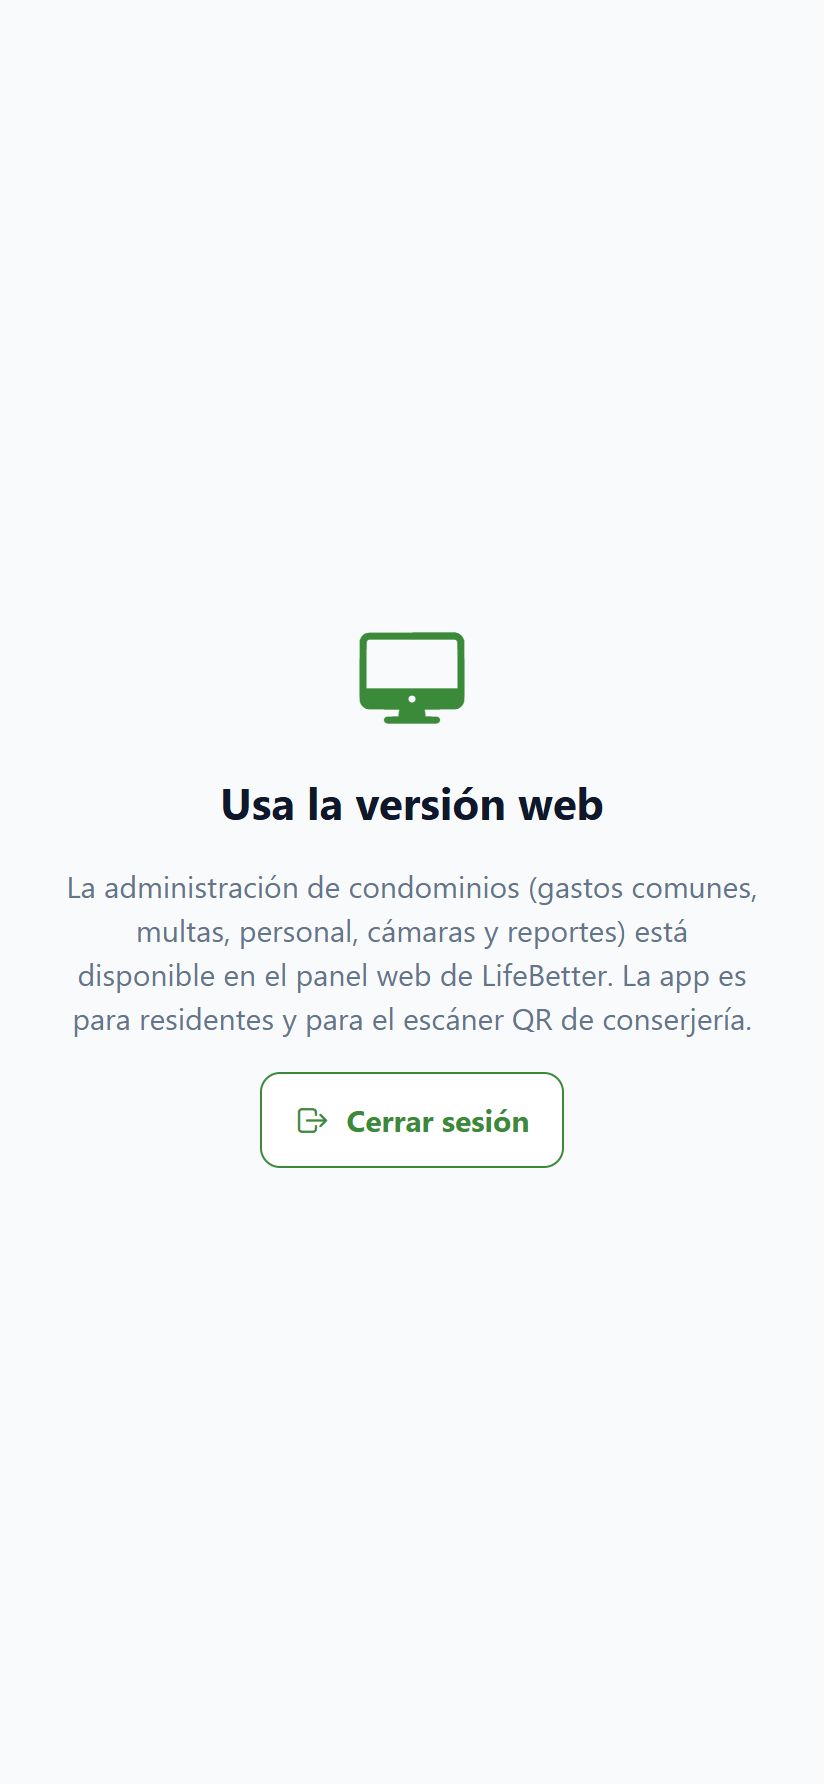 Usa la versión web
La administración de condominios (gastos comunes,
multas, personal, cámaras y reportes) está
disponible en el panel web de LifeBetter. La app es
para residentes y para el escáner QR de conserjería.
Cerrar sesión